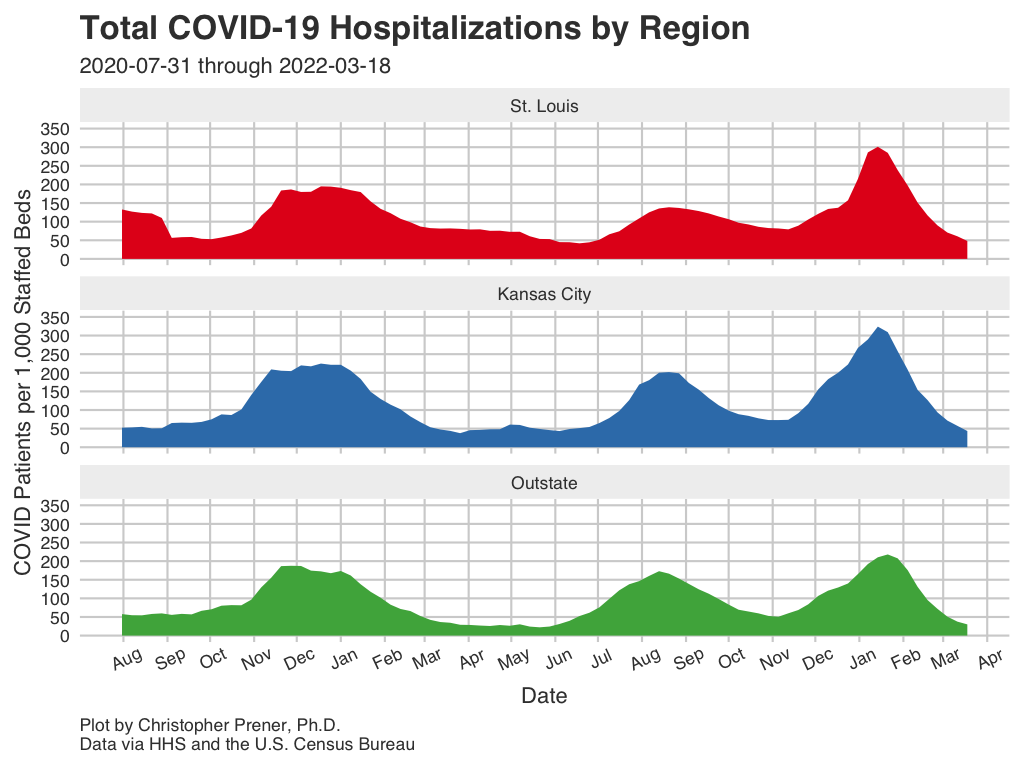 Total COVID-19 Hospitalizations by Region
2020-07-31 through 2022-03-18
COVID Patients per 1,000 Staffed Beds
St. Louis
350
300
250
200
150
100
50
0
Kansas City
350
300
250
200
150
100
50
0
Outstate
350
300
250
200
150
100
50
0
Aug Sep Oct Nov Dec Jan Feb Mar Apr May Jun Jul Aug Sep Oct Nov Dec Jan Feb Mar Apr
Date
Plot by Christopher Prener, Ph.D.
Data via HHS and the U.S. Census Bureau